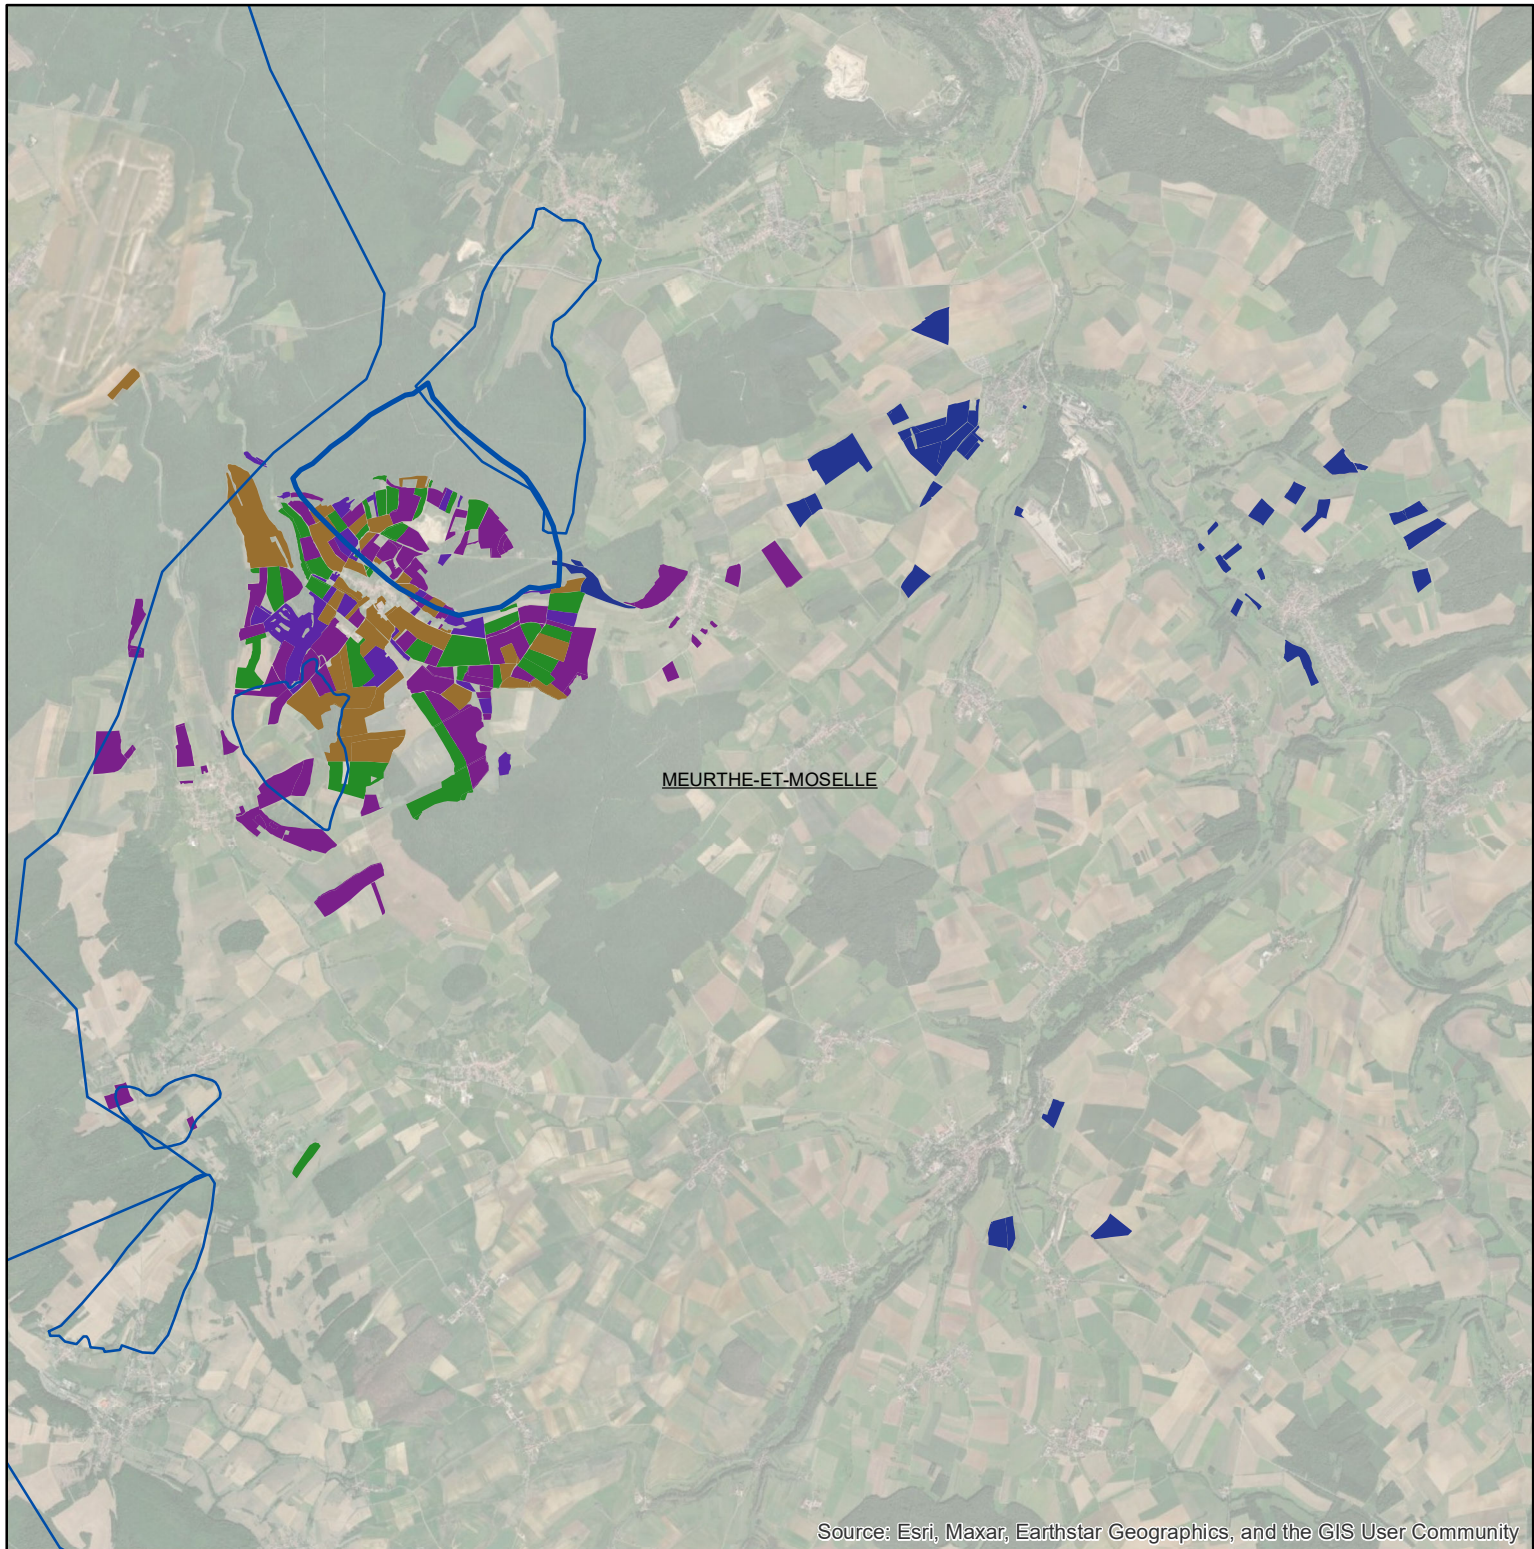 MEURTHE-ET-MOSELLE
Source: Esri, Maxar, Earthstar Geographics, and the GIS User Community